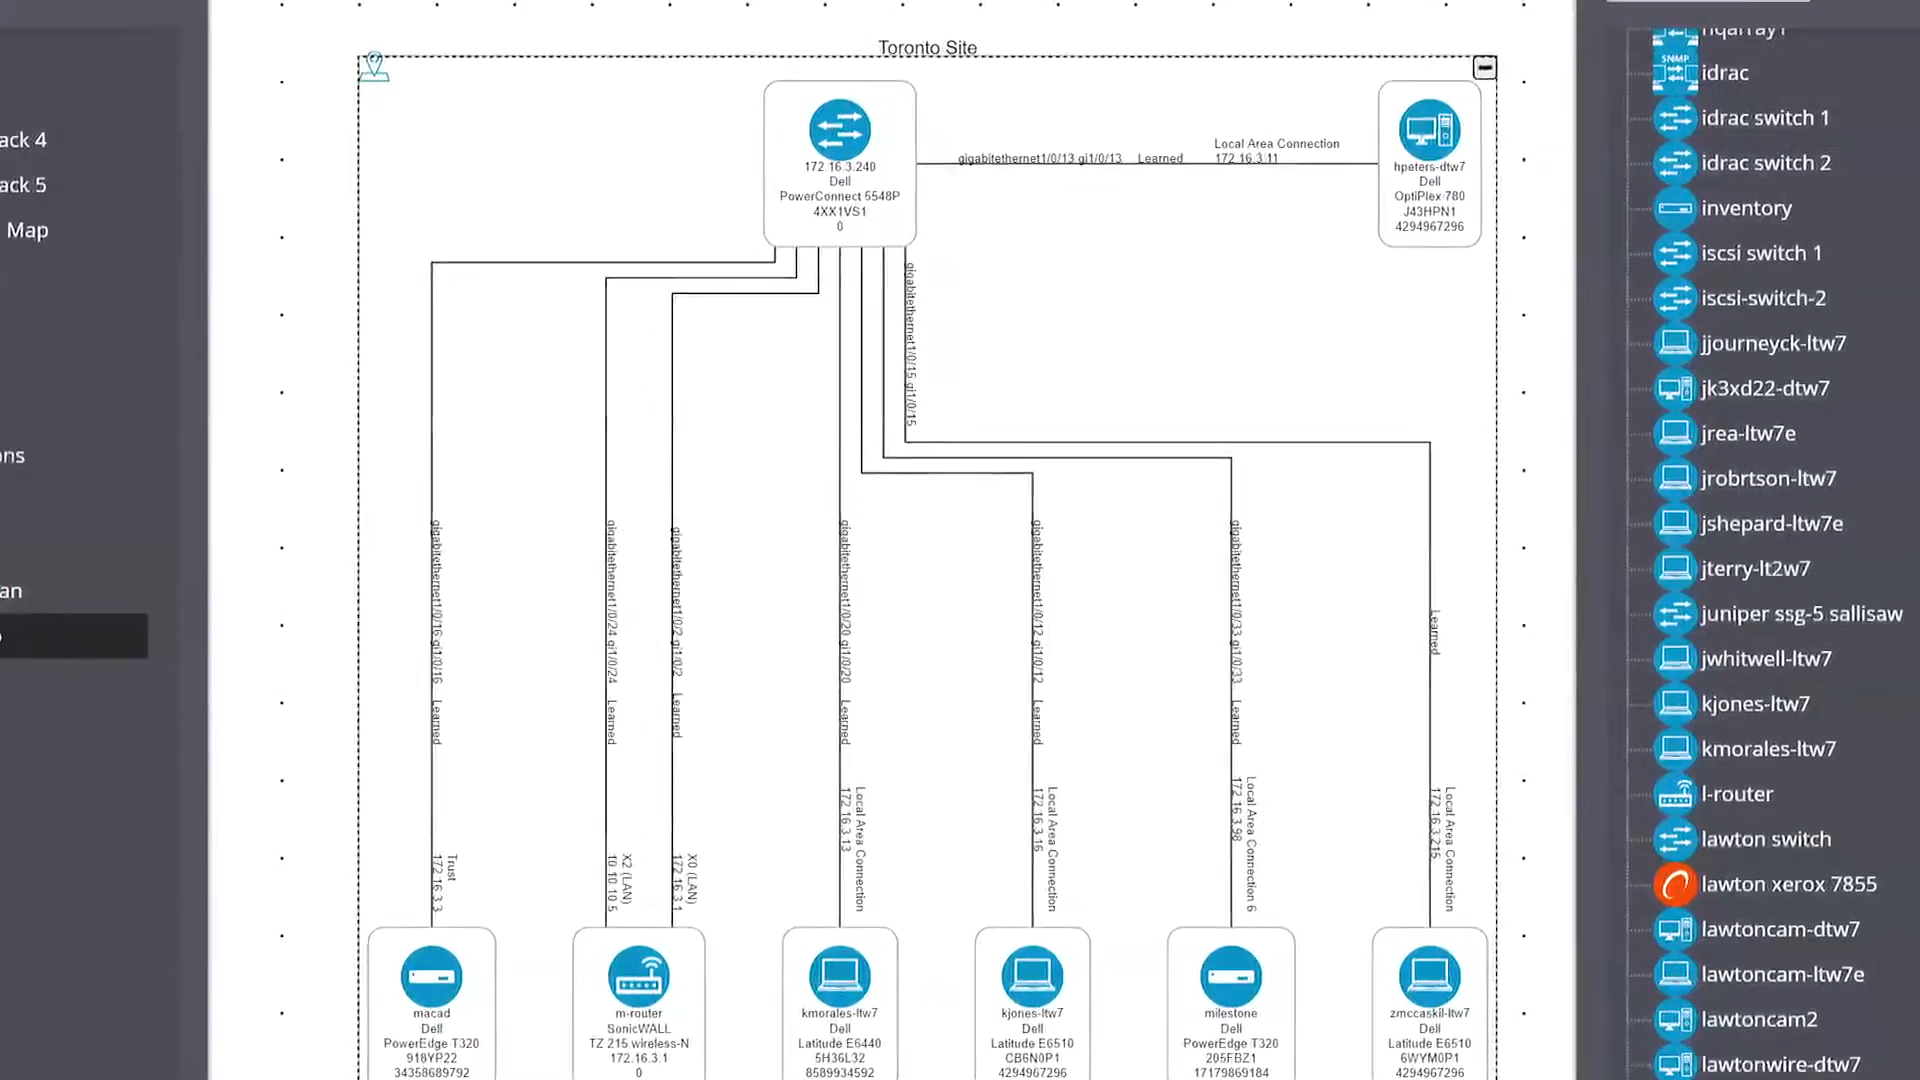 ack 4
ack 5
Map
ons
an
Toronto Site
172.16.3.240
Dell
PowerConnect 5548P
4XX1VS1
0
gigabitethernet1/0/13 gi1/0/13 Learned
Local Area Connection
172.16.3.11
hpeters-dtw7
Dell
OptiPlex 780
J43HPN1
4294967296
gigabitethernet1/0/15 gi1/0/15
Learned
Local Area Connection
172.16.3.215
gigabitethernet1/0/16 gi1/0/16 Learned
Trust
172.16.3.3
gigabitethernet1/0/24 gi1/0/24 Learned
X2 (LAN)
10.10.10.5
gigabitethernet1/0/2 gi1/0/2 Learned
X0 (LAN)
172.16.3.1
gigabitethernet1/0/20 gi1/0/20 Learned
Local Area Connection
172.16.3.13
gigabitethernet1/0/12 gi1/0/12 Learned
Local Area Connection
172.16.3.16
gigabitethernet1/0/33 gi1/0/33 Learned
Local Area Connection 6
172.16.3.98
macad
Dell
PowerEdge T320
918YP22
34358689792
m-router
SonicWALL
TZ 215 wireless-N
172.16.3.1
0
kmorales-ltw7
Dell
Latitude E6440
5H36L32
8589934592
kjones-ltw7
Dell
Latitude E6510
CB6N0P1
4294967296
milestone
Dell
PowerEdge T320
205FBZ1
17179869184
zmccaskil-ltw7
Dell
Latitude E6510
6WYM0P1
4294967296
hqarray1
SNMP
idrac
idrac switch 1
idrac switch 2
inventory
iscsi switch 1
iscsi-switch-2
jjourneyck-ltw7
jk3xd22-dtw7
jrea-ltw7e
jrobrtson-ltw7
jshepard-ltw7e
jterry-lt2w7
juniper ssg-5 sallisaw
jwhitwell-ltw7
kjones-ltw7
kmorales-ltw7
l-router
lawton switch
lawton xerox 7855
lawtoncam-dtw7
lawtoncam-ltw7e
lawtoncam2
lawtonwire-dtw7